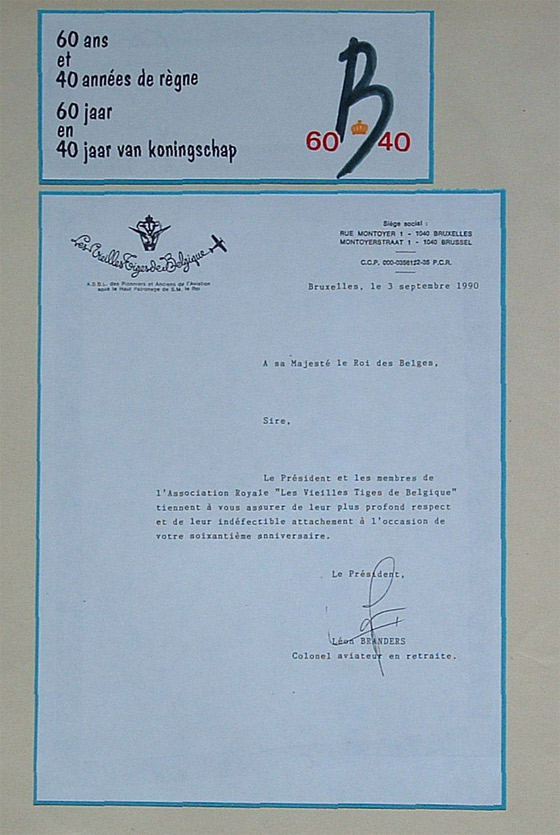 60 ans
et
40 années de règne
60 jaar
en
40 jaar van koningschap
B
60 40
Les Vieilles Tiges de Belgique
A.S.B.L. des Pionniers et Anciens de l'Aviation
sous le Haut Patronage de S.M. le Roi
Siège social :
RUE MONTOYER 1 - 1040 BRUXELLES
MONTOYERSTRAAT 1 - 1040 BRUSSEL
C.C.P. 000-0356122-35 P.C.R.
Bruxelles, le 3 septembre 1990
A sa Majesté le Roi des Belges,
Sire,
Le Président et les membres de
l'Association Royale "Les Vieilles Tiges de Belgique"
tiennent à vous assurer de leur plus profond respect
et de leur indéfectible attachement à l'occasion de
votre soixantième anniversaire.
Le Président,
Léon BRANDERS
Colonel aviateur en retraite.